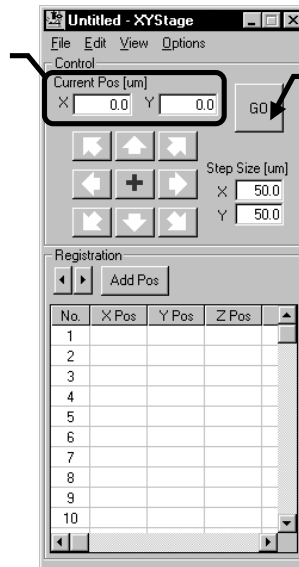 Untitled - XYStage
File Edit View Options
Control
Current Pos [um]
X 0.0 Y 0.0
GO
Step Size [um]
X 50.0
Y 50.0
Registration
Add Pos
No. X Pos Y Pos Z Pos
1
2
3
4
5
6
7
8
9
10